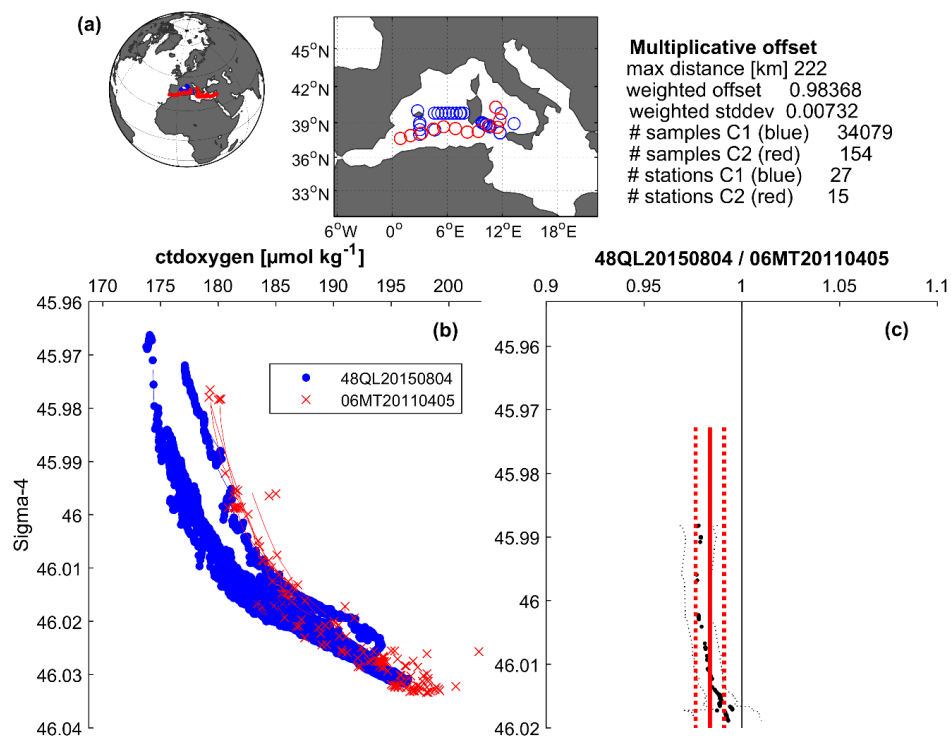 (a)
45°N
42°N
39°N
36°N
33°N
6°W 0° 6°E 12°E 18°E
Multiplicative offset
max distance [km] 222
weighted offset 0.98368
weighted stddev 0.00732
# samples C1 (blue) 34079
# samples C2 (red) 154
# stations C1 (blue) 27
# stations C2 (red) 15
ctdoxygen [µmol kg⁻¹]
170 175 180 185 190 195 200
45.96
45.97
45.98
45.99
46
46.01
46.02
46.03
46.04
Sigma-4
(b)
48QL20150804
06MT20110405
48QL20150804 / 06MT20110405
0.9 0.95 1 1.05 1.1
(c)
45.96
45.97
45.98
45.99
46
46.01
46.02